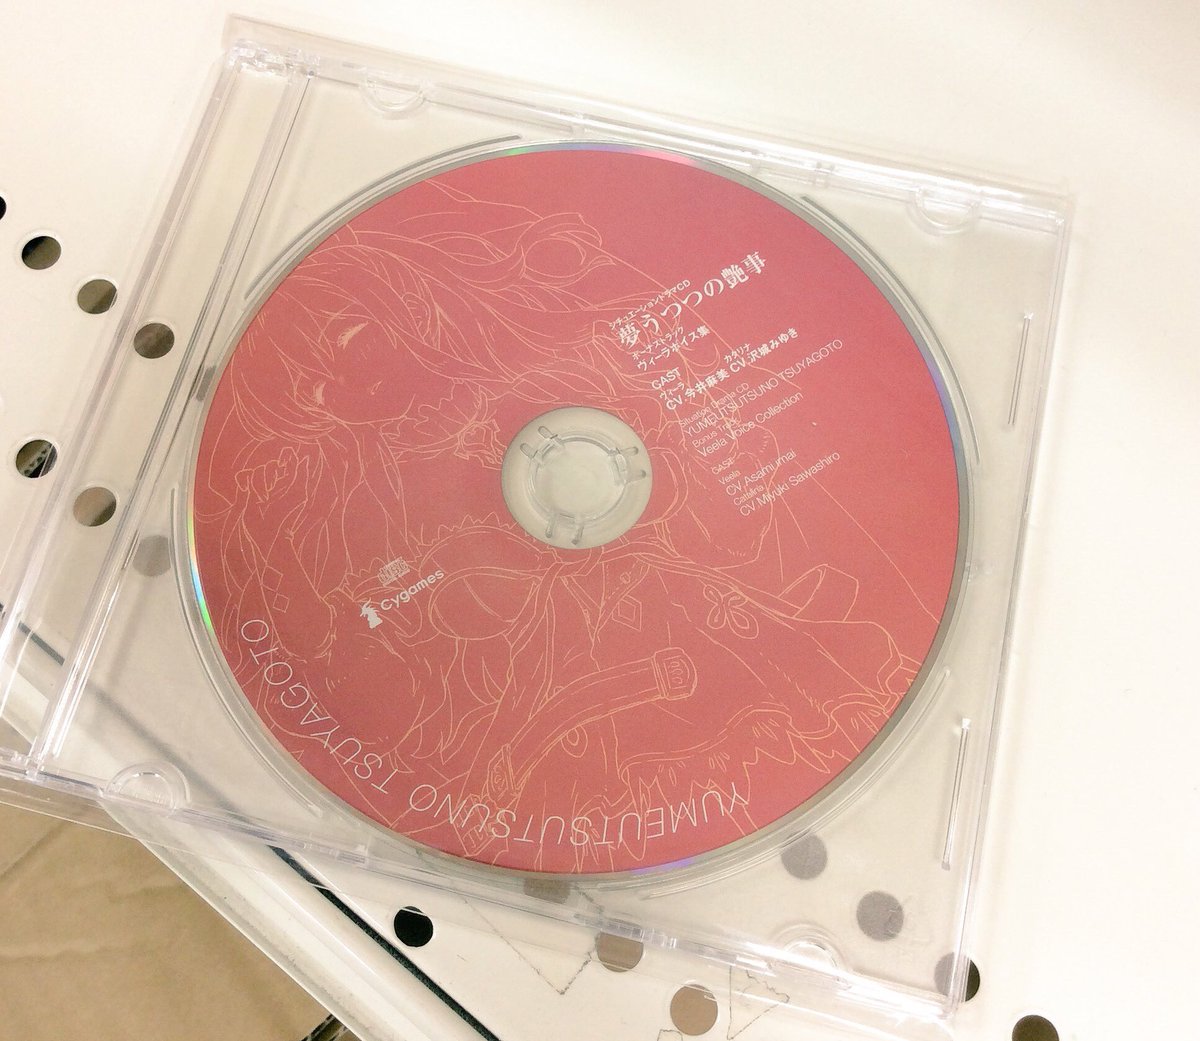 シチュエーションドラマCD
夢うつつの艶事
ボーナストラック
ヴィーラボイス集
CAST
ヴィーラ カタリナ
CV.今井麻美 CV.沢城みゆき
Situation Drama CD
YUMEUTSUTSUNO TSUYAGOTO
Bonus Track
Veela Voice Collection
CAST
Veela
CV Asami Imai
Catalina
CV Miyuki Sawashiro
Cygames
YUMEUTSUTSUNO TSUYAGOTO